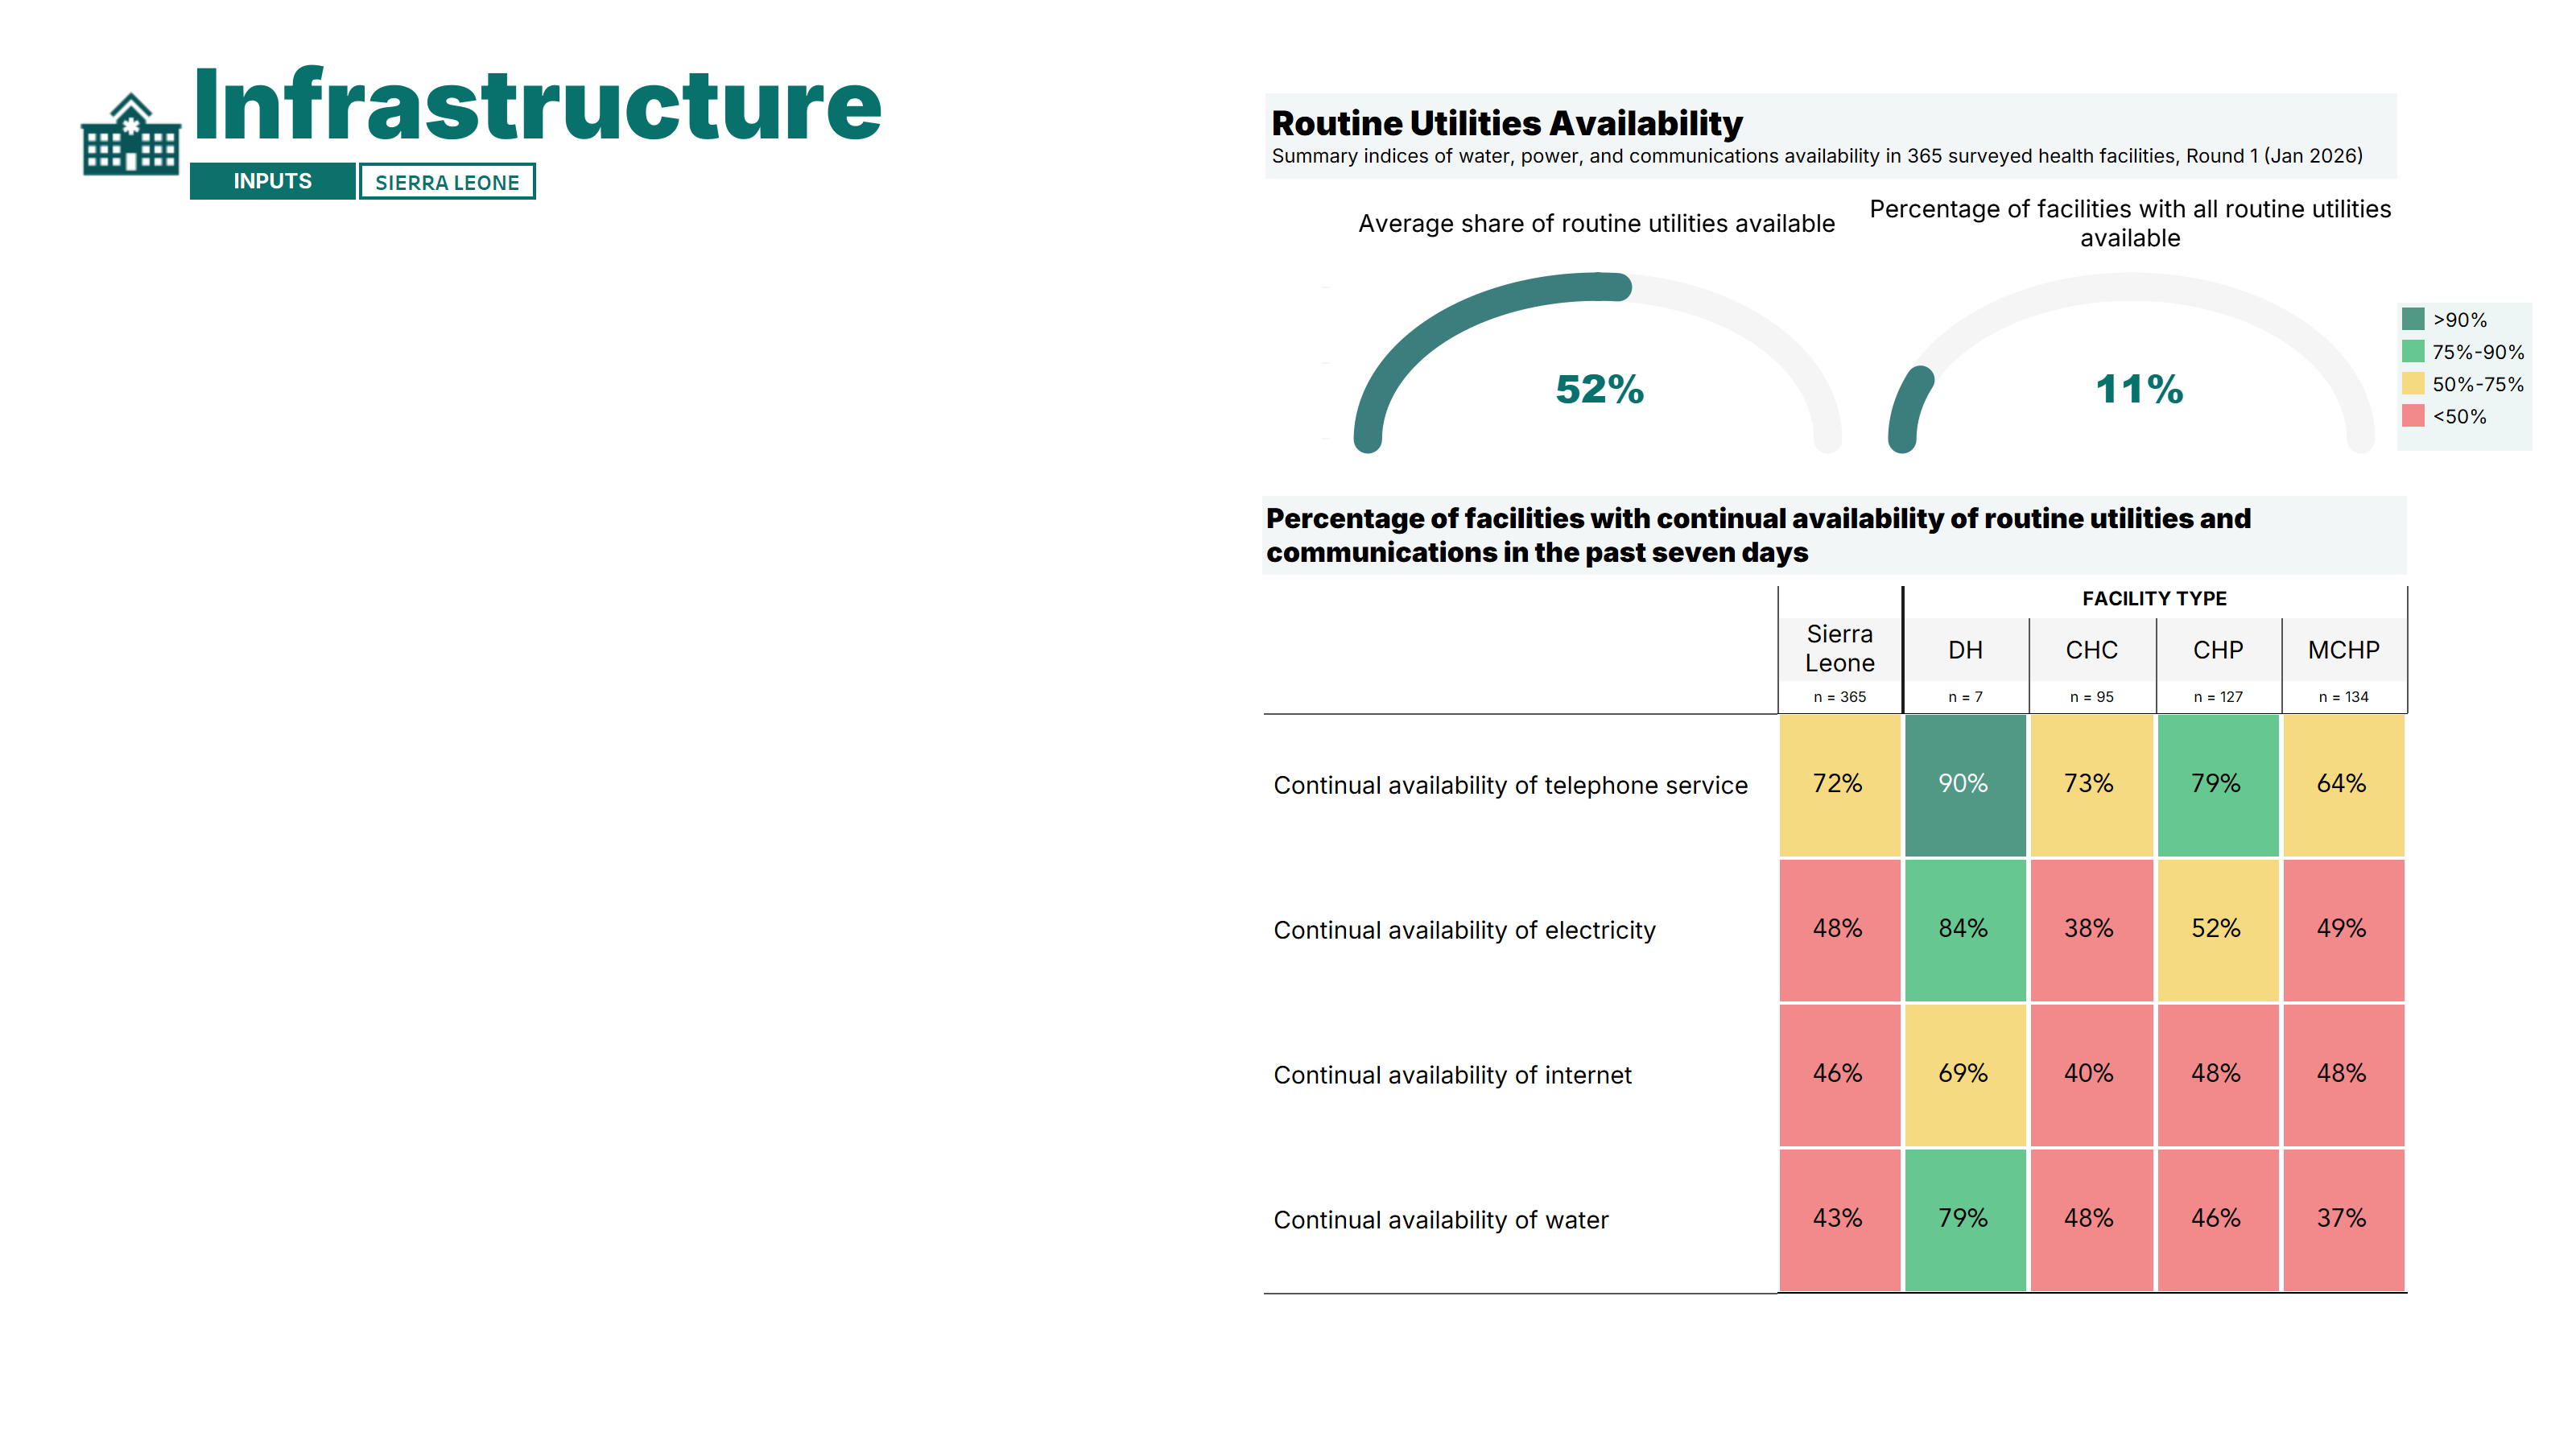 Infrastructure
INPUTS
SIERRA LEONE
Routine Utilities Availability
Summary indices of water, power, and communications availability in 365 surveyed health facilities, Round 1 (Jan 2026)
Average share of routine utilities available
52%
Percentage of facilities with all routine utilities
available
11%
>90%
75%-90%
50%-75%
<50%
Percentage of facilities with continual availability of routine utilities and
communications in the past seven days
FACILITY TYPE
Sierra
Leone
DH
CHC
CHP
MCHP
n = 365
n = 7
n = 95
n = 127
n = 134
Continual availability of telephone service
72%
90%
73%
79%
64%
Continual availability of electricity
48%
84%
38%
52%
49%
Continual availability of internet
46%
69%
40%
48%
48%
Continual availability of water
43%
79%
48%
46%
37%